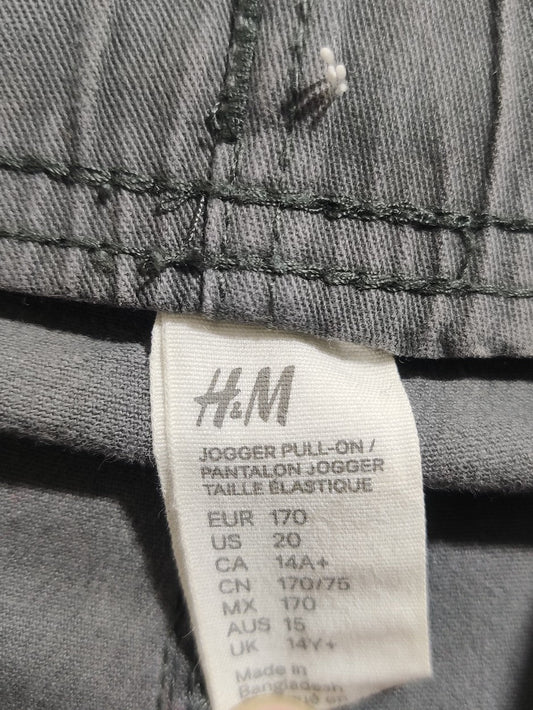 H&M
JOGGER PULL-ON /
PANTALON JOGGER
TAILLE ÉLASTIQUE
EUR 170
US 20
CA 14A+
CN 170/75
MX 170
AUS 15
UK 14Y+
Made in
Bangladesh